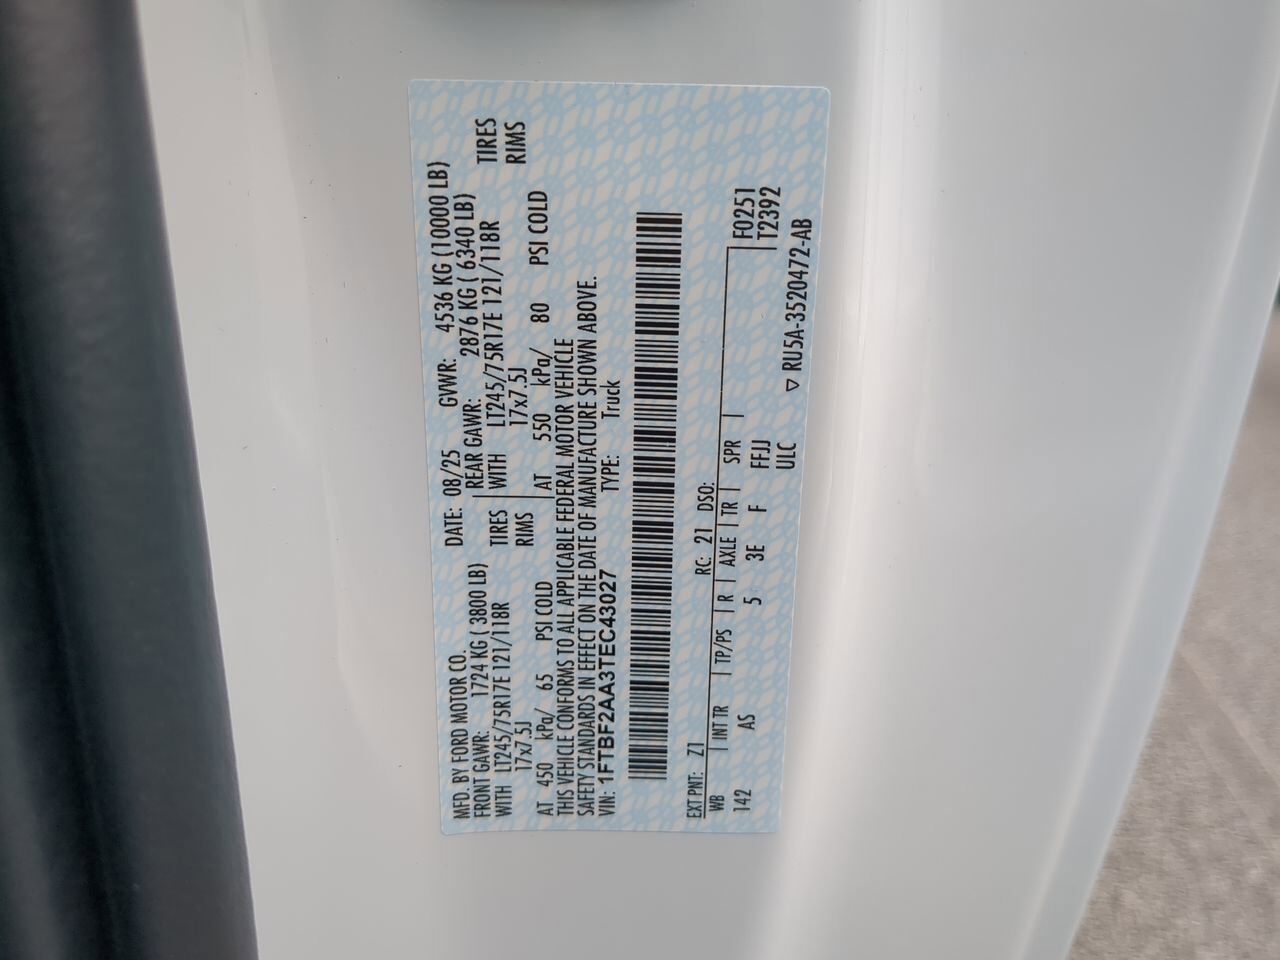 MFD. BY FORD MOTOR CO. DATE: 08/25 GVWR: 4536 KG (10000 LB)
FRONT GAWR: 1724 KG ( 3800 LB) REAR GAWR: 2876 KG ( 6340 LB)
WITH LT245/75R17E 121/118R TIRES WITH LT245/75R17E 121/118R TIRES
17x7.5J RIMS 17x7.5J RIMS
AT 450 kPa/ 65 PSI COLD AT 550 kPa/ 80 PSI COLD
THIS VEHICLE CONFORMS TO ALL APPLICABLE FEDERAL MOTOR VEHICLE
SAFETY STANDARDS IN EFFECT ON THE DATE OF MANUFACTURE SHOWN ABOVE.
VIN: 1FTBF2AA3TEC43027 TYPE: Truck
EXT PNT: Z1 RC: 21 DSO: F0251
WB INT TR TP/PS R AXLE TR SPR T2392
142 AS 5 3E F FFJJ
ULC
▽ RU5A-3520472-AB